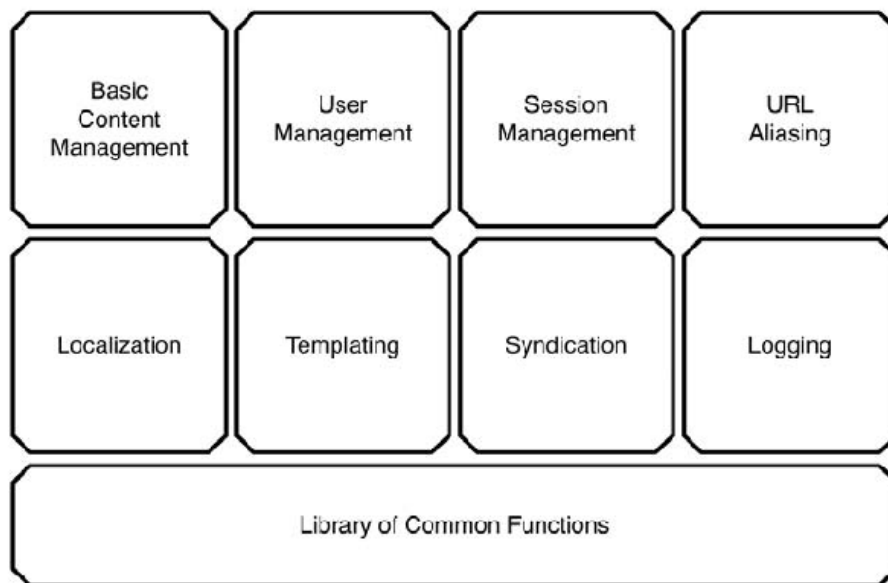 Basic
Content
Management
User
Management
Session
Management
URL
Aliasing
Localization
Templating
Syndication
Logging
Library of Common Functions